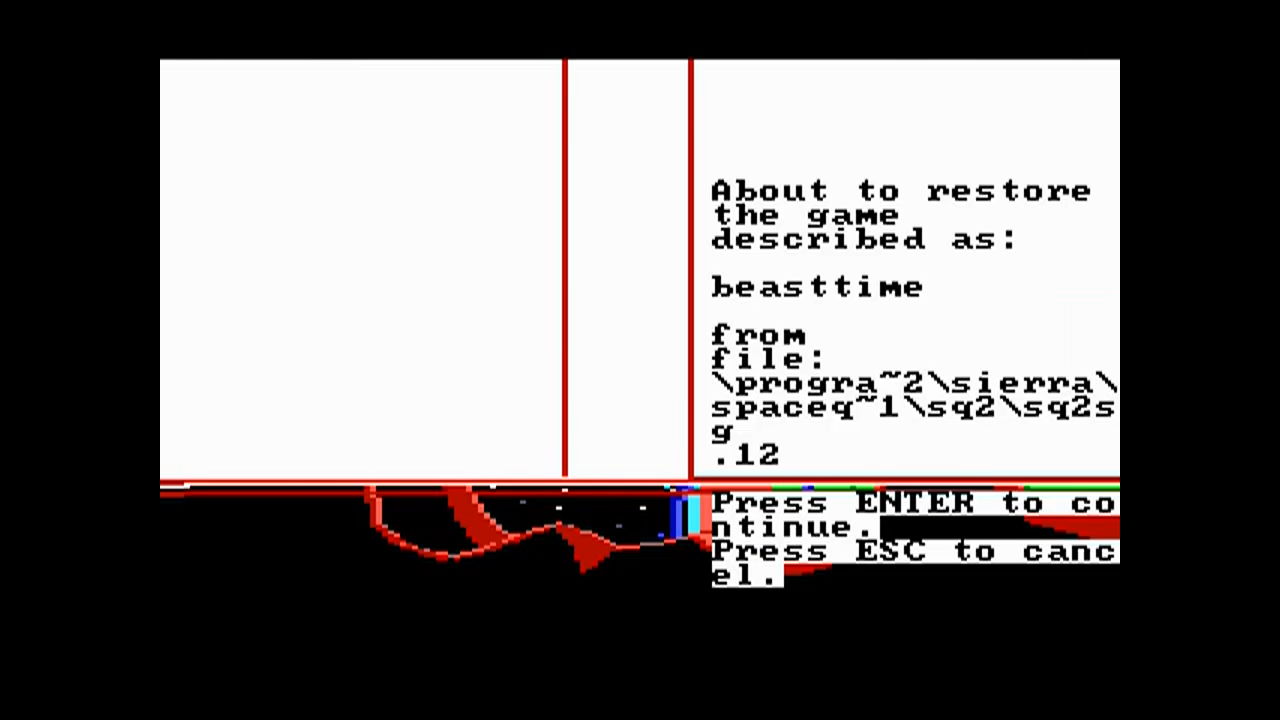 About to restore
the game
described as:
beasttime
from
file:
\progra~2\sierra\
spaceq~1\sq2\sq2s
g
.12
Press ENTER to co
ntinue.
Press ESC to canc
el.